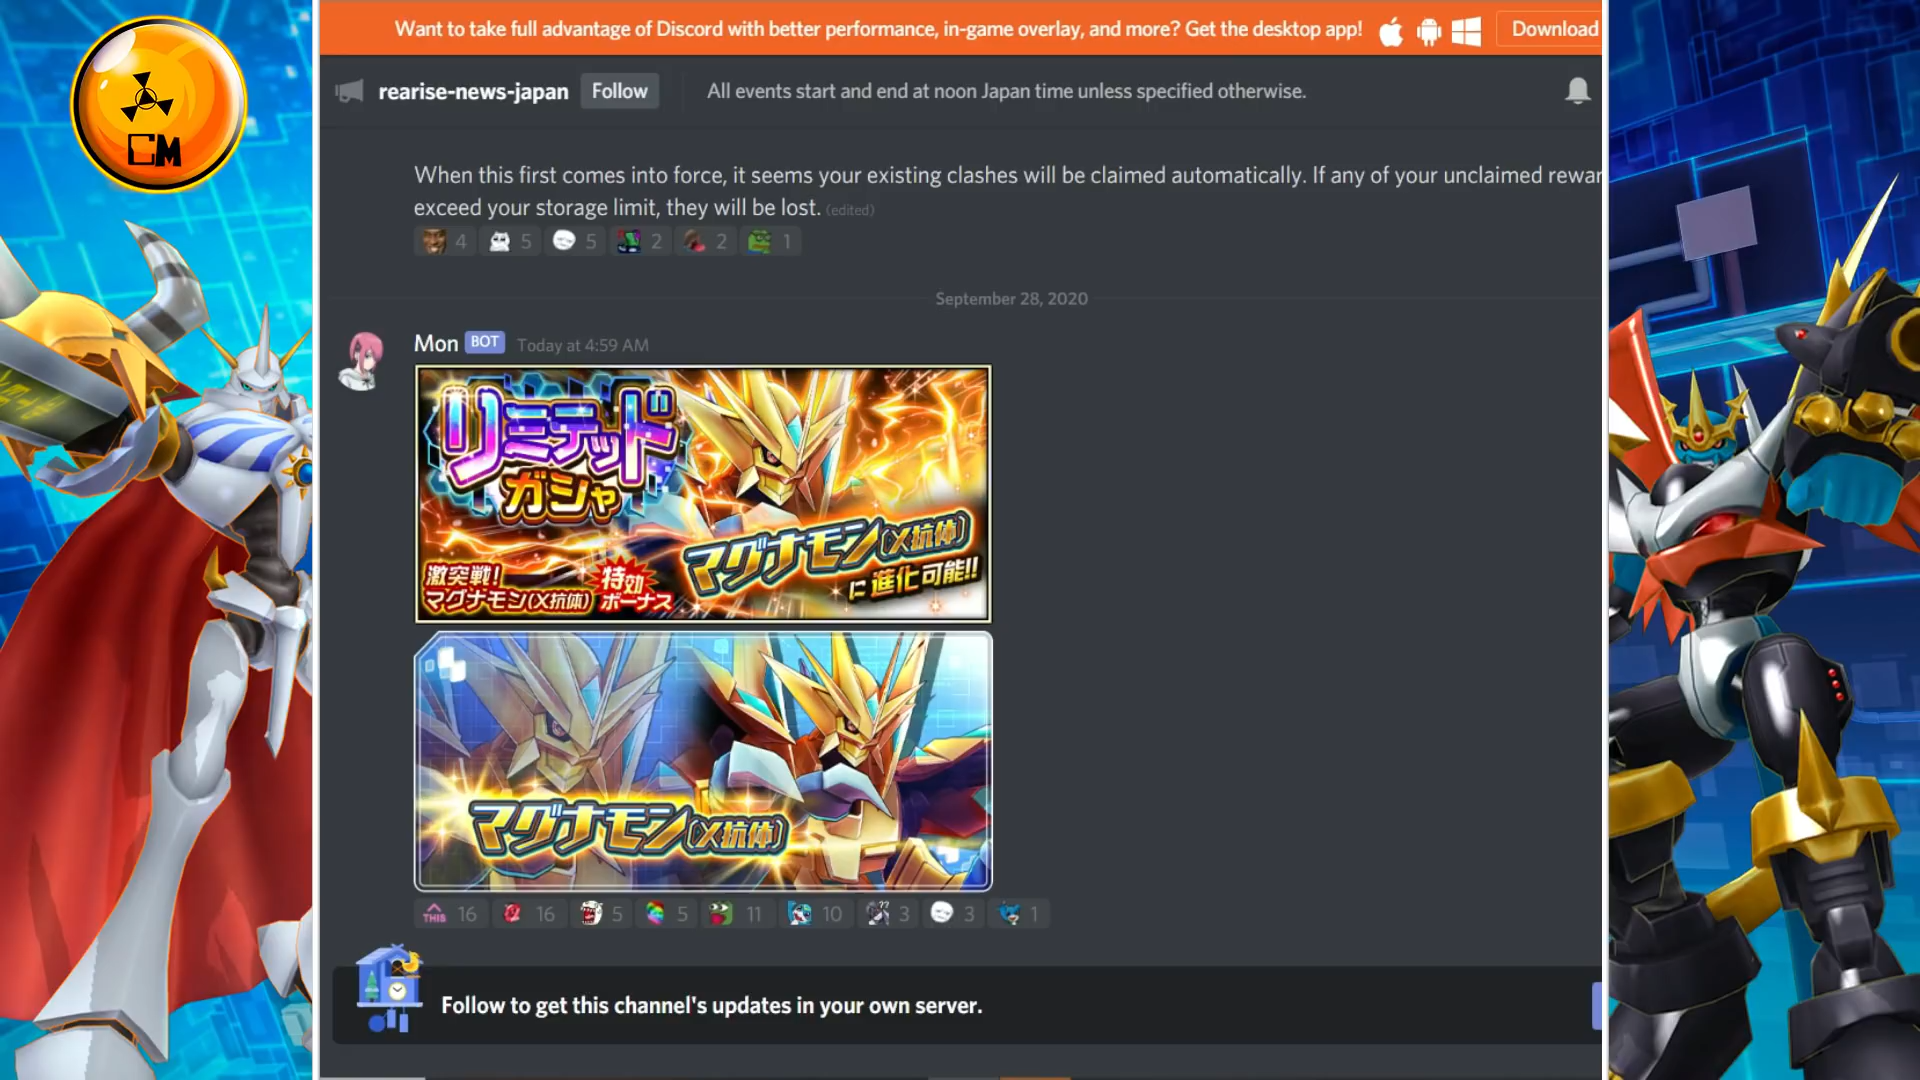 Want to take full advantage of Discord with better performance, in-game overlay, and more? Get the desktop app!
Download
CM
rearise-news-japan
Follow
All events start and end at noon Japan time unless specified otherwise.
When this first comes into force, it seems your existing clashes will be claimed automatically. If any of your unclaimed rewar
exceed your storage limit, they will be lost. (edited)
4 5 5 2 2 1
September 28, 2020
Mon BOT Today at 4:59 AM
リミテッド
ガシャ
マグナモン(X抗体)
に進化可能!!
激突戦!
マグナモン(X抗体)
特効
ボーナス
マグナモン(X抗体)
THIS 16 16 5 5 11 10 3 3 1
Follow to get this channel's updates in your own server.